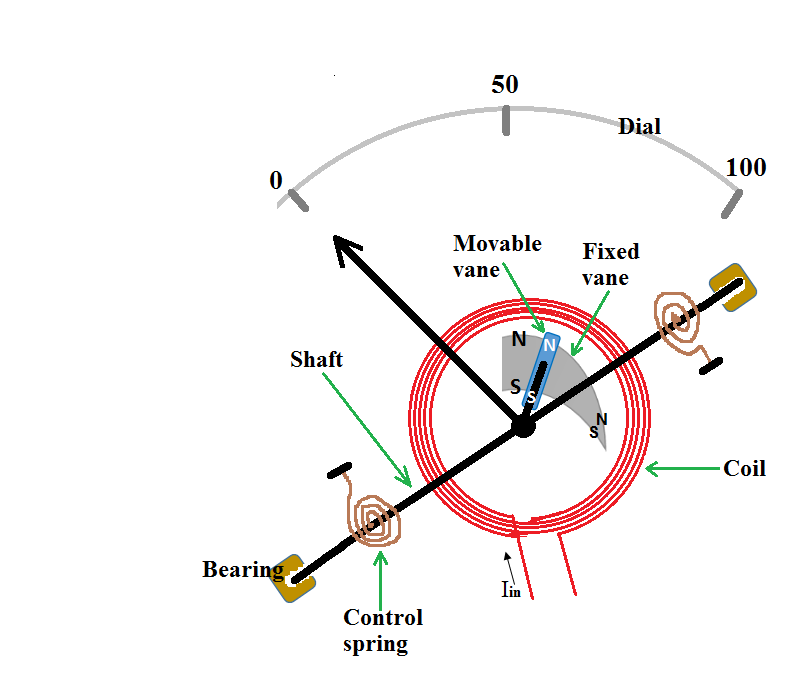 50
Dial
0
100
Movable
vane
Fixed
vane
N
N
Shaft
S
S
N
S
Coil
Bearing
Iin
Control
spring